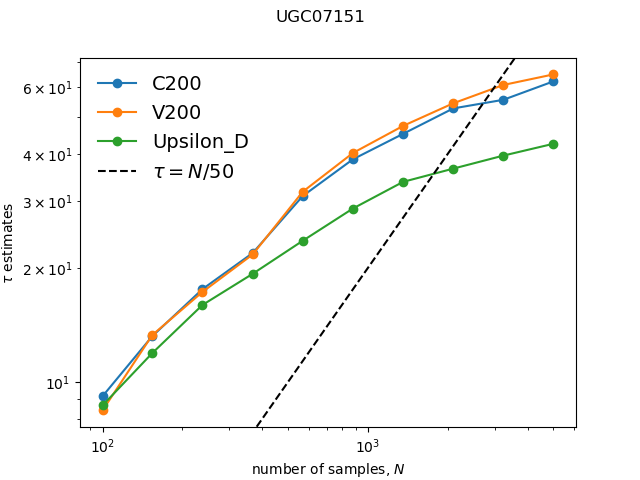 UGC07151
C200
V200
Upsilon_D
τ = N/50
6 × 10¹
4 × 10¹
3 × 10¹
2 × 10¹
10¹
τ estimates
10²
10³
number of samples, N